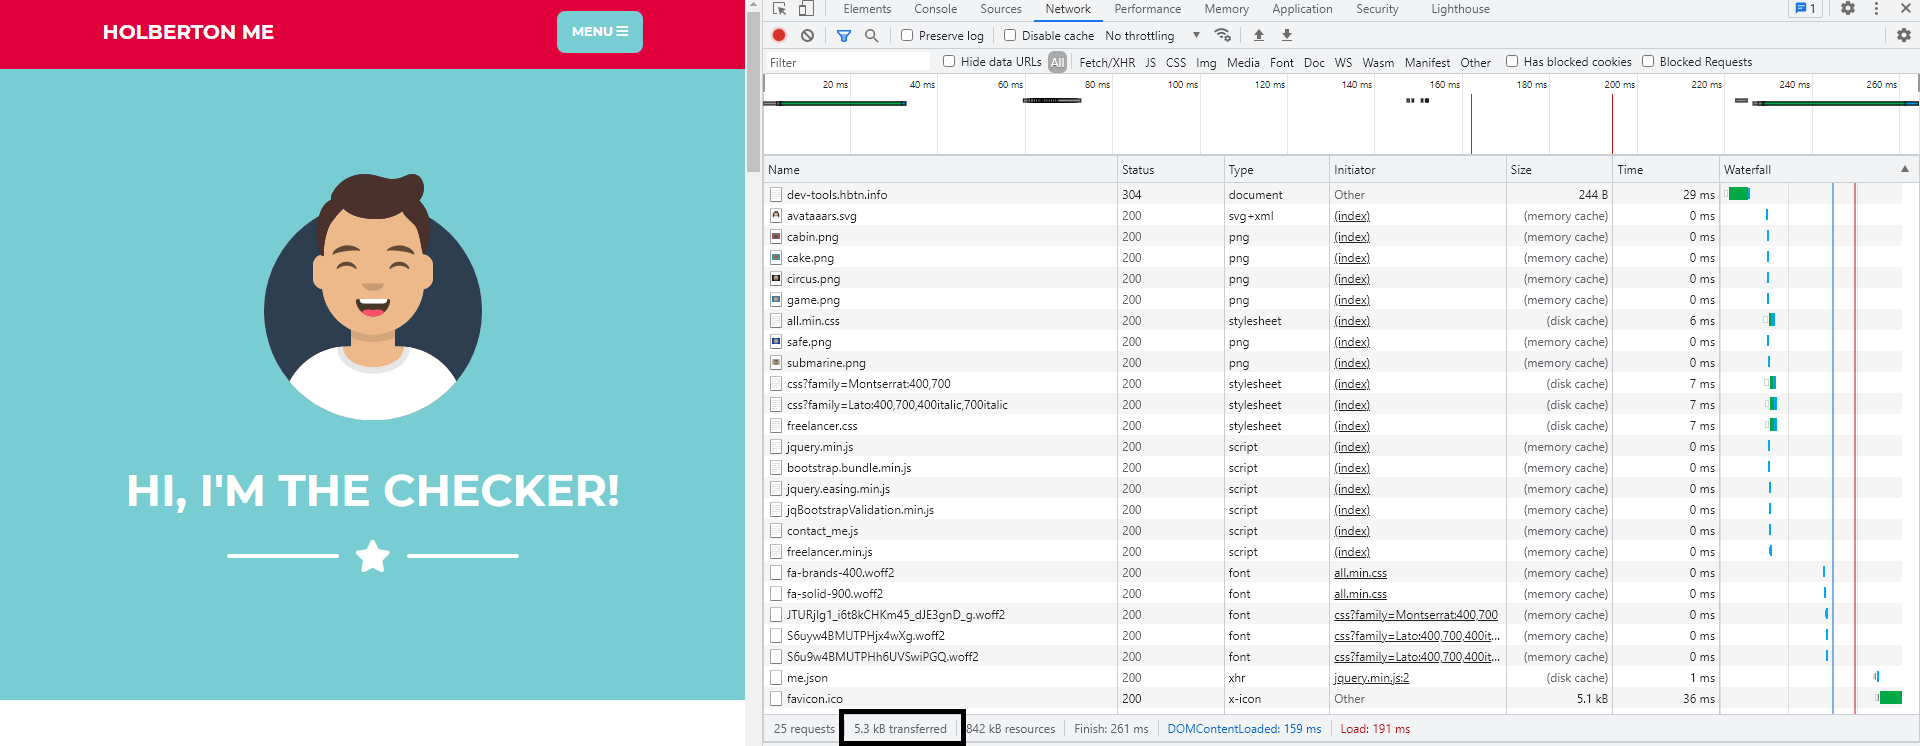 HOLBERTON ME
MENU
HI, I'M THE CHECKER!
Elements Console Sources Network Performance Memory Application Security Lighthouse 1
Preserve log Disable cache No throttling
Filter Hide data URLs All Fetch/XHR JS CSS Img Media Font Doc WS Wasm Manifest Other Has blocked cookies Blocked Requests
20 ms 40 ms 60 ms 80 ms 100 ms 120 ms 140 ms 160 ms 180 ms 200 ms 220 ms 240 ms 260 ms
Name Status Type Initiator Size Time Waterfall
dev-tools.hbtn.info 304 document Other 244 B 29 ms
avataaars.svg 200 svg+xml (index) (memory cache) 0 ms
cabin.png 200 png (index) (memory cache) 0 ms
cake.png 200 png (index) (memory cache) 0 ms
circus.png 200 png (index) (memory cache) 0 ms
game.png 200 png (index) (memory cache) 0 ms
all.min.css 200 stylesheet (index) (disk cache) 6 ms
safe.png 200 png (index) (memory cache) 0 ms
submarine.png 200 png (index) (memory cache) 0 ms
css?family=Montserrat:400,700 200 stylesheet (index) (disk cache) 7 ms
css?family=Lato:400,700,400italic,700italic 200 stylesheet (index) (disk cache) 7 ms
freelancer.css 200 stylesheet (index) (disk cache) 7 ms
jquery.min.js 200 script (index) (memory cache) 0 ms
bootstrap.bundle.min.js 200 script (index) (memory cache) 0 ms
jquery.easing.min.js 200 script (index) (memory cache) 0 ms
jqBootstrapValidation.min.js 200 script (index) (memory cache) 0 ms
contact_me.js 200 script (index) (memory cache) 0 ms
freelancer.min.js 200 script (index) (memory cache) 0 ms
fa-brands-400.woff2 200 font all.min.css (memory cache) 0 ms
fa-solid-900.woff2 200 font all.min.css (memory cache) 0 ms
JTURjIg1_i6t8kCHKm45_dJE3gnD_g.woff2 200 font css?family=Montserrat:400,700 (memory cache) 0 ms
S6uyw4BMUTPHjx4wXg.woff2 200 font css?family=Lato:400,700,400it... (memory cache) 0 ms
S6u9w4BMUTPHh6UVSwiPGQ.woff2 200 font css?family=Lato:400,700,400it... (memory cache) 0 ms
me.json 200 xhr jquery.min.js:2 (disk cache) 1 ms
favicon.ico 200 x-icon Other 5.1 kB 36 ms
25 requests 5.3 kB transferred 842 kB resources Finish: 261 ms DOMContentLoaded: 159 ms Load: 191 ms